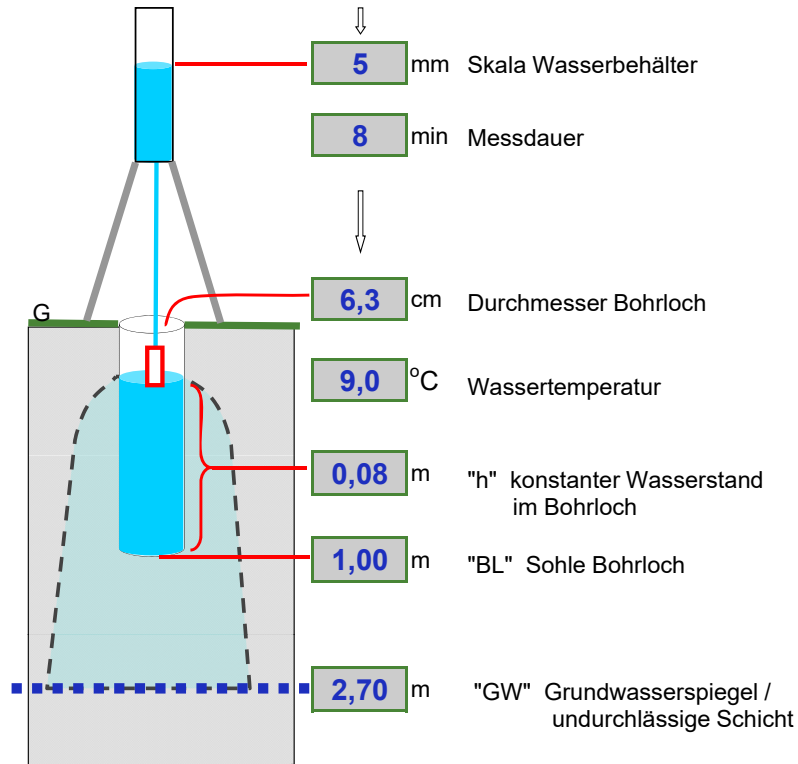 5 mm Skala Wasserbehälter
8 min Messdauer
G
6,3 cm Durchmesser Bohrloch
9,0 °C Wassertemperatur
0,08 m "h" konstanter Wasserstand
im Bohrloch
1,00 m "BL" Sohle Bohrloch
2,70 m "GW" Grundwasserspiegel /
undurchlässige Schicht